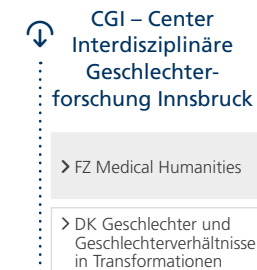 CGI – Center
Interdisziplinäre
Geschlechter-
forschung Innsbruck
FZ Medical Humanities
DK Geschlechter und
Geschlechterverhältnisse
in Transformationen